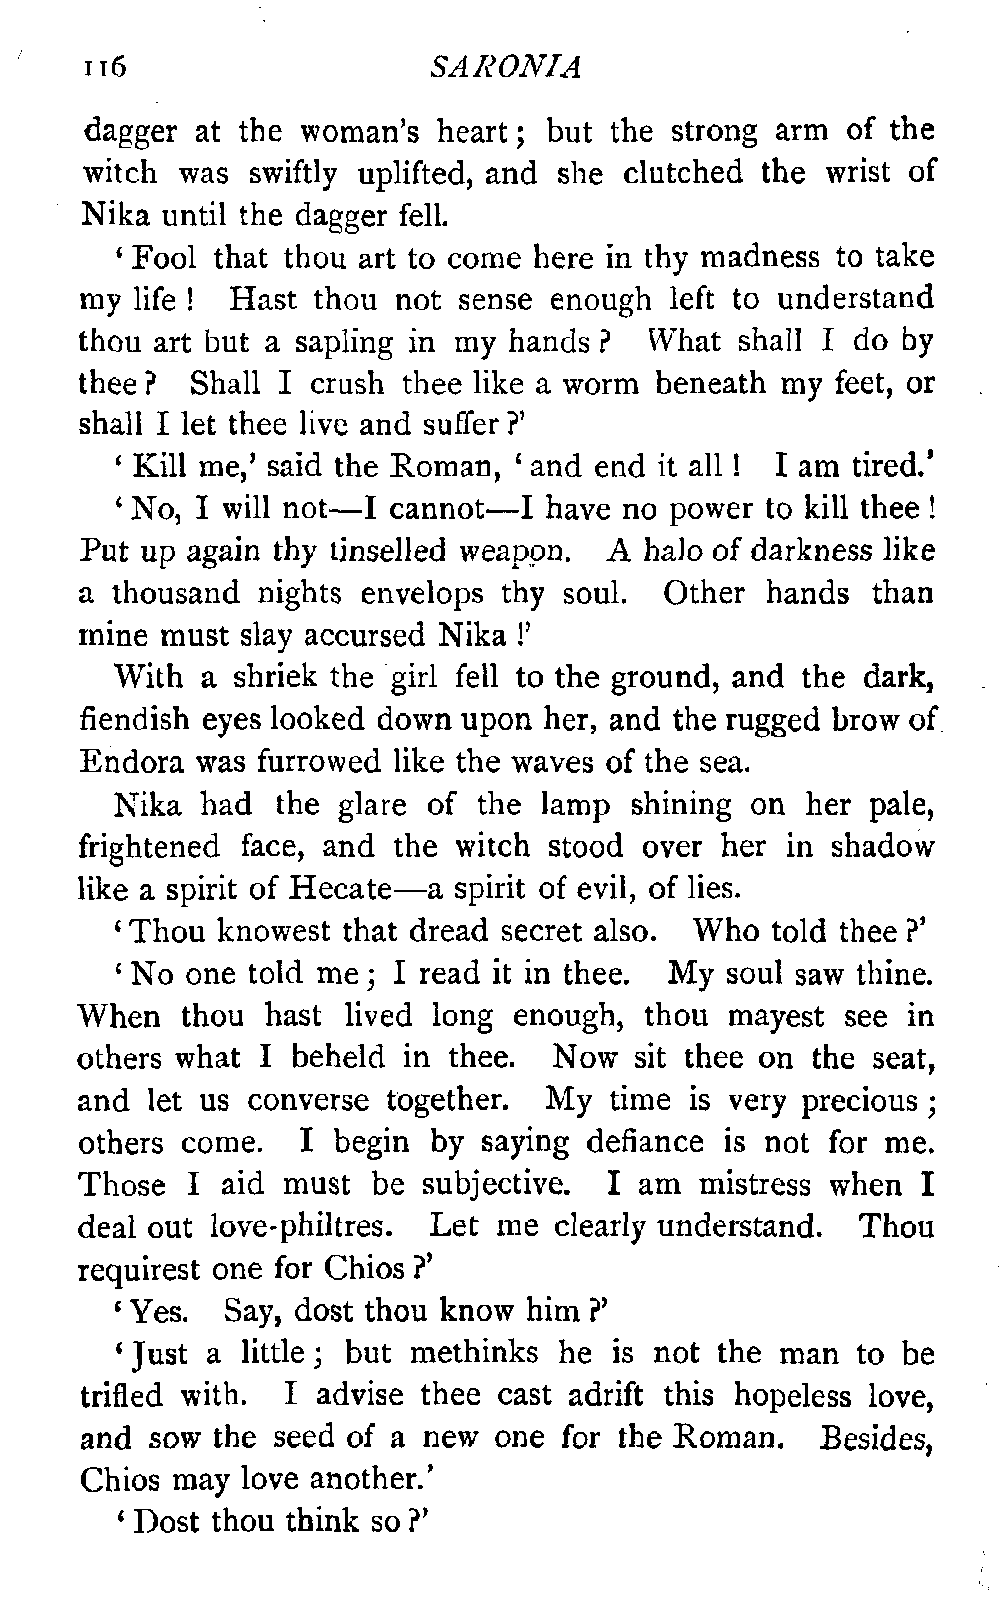 116 SARONIA
dagger at the woman's heart; but the strong arm of the
witch was swiftly uplifted, and she clutched the wrist of
Nika until the dagger fell.
‘Fool that thou art to come here in thy madness to take
my life! Hast thou not sense enough left to understand
thou art but a sapling in my hands? What shall I do by
thee? Shall I crush thee like a worm beneath my feet, or
shall I let thee live and suffer?’
‘Kill me,’ said the Roman, ‘and end it all! I am tired.’
‘No, I will not—I cannot—I have no power to kill thee!
Put up again thy tinselled weapon. A halo of darkness like
a thousand nights envelops thy soul. Other hands than
mine must slay accursed Nika!’
With a shriek the girl fell to the ground, and the dark,
fiendish eyes looked down upon her, and the rugged brow of
Endora was furrowed like the waves of the sea.
Nika had the glare of the lamp shining on her pale,
frightened face, and the witch stood over her in shadow
like a spirit of Hecate—a spirit of evil, of lies.
‘Thou knowest that dread secret also. Who told thee?’
‘No one told me; I read it in thee. My soul saw thine.
When thou hast lived long enough, thou mayest see in
others what I beheld in thee. Now sit thee on the seat,
and let us converse together. My time is very precious;
others come. I begin by saying defiance is not for me.
Those I aid must be subjective. I am mistress when I
deal out love-philtres. Let me clearly understand. Thou
requirest one for Chios?’
‘Yes. Say, dost thou know him?’
‘Just a little; but methinks he is not the man to be
trifled with. I advise thee cast adrift this hopeless love,
and sow the seed of a new one for the Roman. Besides,
Chios may love another.’
‘Dost thou think so?’